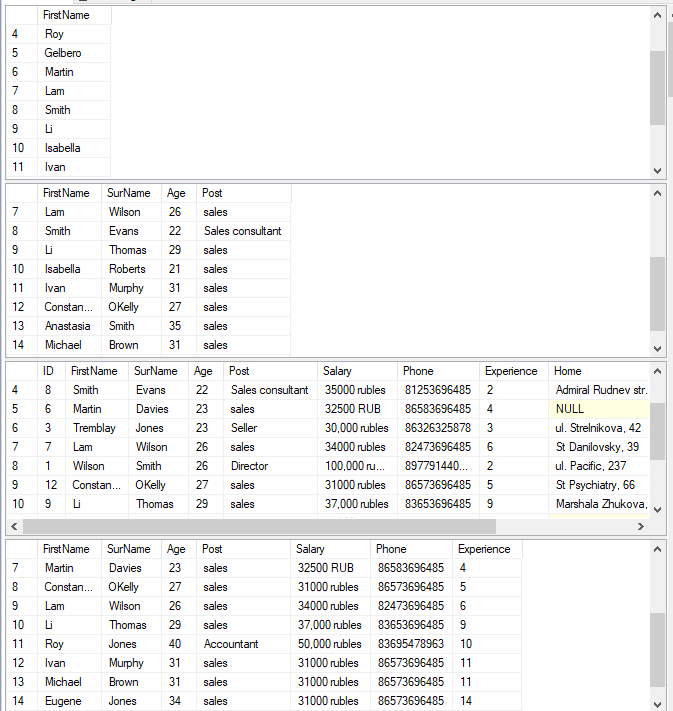 FirstName
4 Roy
5 Gelbero
6 Martin
7 Lam
8 Smith
9 Li
10 Isabella
11 Ivan
FirstName SurName Age Post
7 Lam Wilson 26 sales
8 Smith Evans 22 Sales consultant
9 Li Thomas 29 sales
10 Isabella Roberts 21 sales
11 Ivan Murphy 31 sales
12 Constan... OKelly 27 sales
13 Anastasia Smith 35 sales
14 Michael Brown 31 sales
ID FirstName SurName Age Post Salary Phone Experience Home
4 8 Smith Evans 22 Sales consultant 35000 rubles 81253696485 2 Admiral Rudnev str.
5 6 Martin Davies 23 sales 32500 RUB 86583696485 4 NULL
6 3 Tremblay Jones 23 Seller 30,000 rubles 86326325878 3 ul. Strelnikova, 42
7 7 Lam Wilson 26 sales 34000 rubles 82473696485 6 St Danilovsky, 39
8 1 Wilson Smith 26 Director 100,000 ru... 897791440... 2 ul. Pacific, 237
9 12 Constan... OKelly 27 sales 31000 rubles 86573696485 5 St Psychiatry, 66
10 9 Li Thomas 29 sales 37,000 rubles 83653696485 9 Marshala Zhukova,
FirstName SurName Age Post Salary Phone Experience
7 Martin Davies 23 sales 32500 RUB 86583696485 4
8 Constan... OKelly 27 sales 31000 rubles 86573696485 5
9 Lam Wilson 26 sales 34000 rubles 82473696485 6
10 Li Thomas 29 sales 37,000 rubles 83653696485 9
11 Roy Jones 40 Accountant 50,000 rubles 83695478963 10
12 Ivan Murphy 31 sales 31000 rubles 86573696485 11
13 Michael Brown 31 sales 31000 rubles 86573696485 11
14 Eugene Jones 34 sales 31000 rubles 86573696485 14